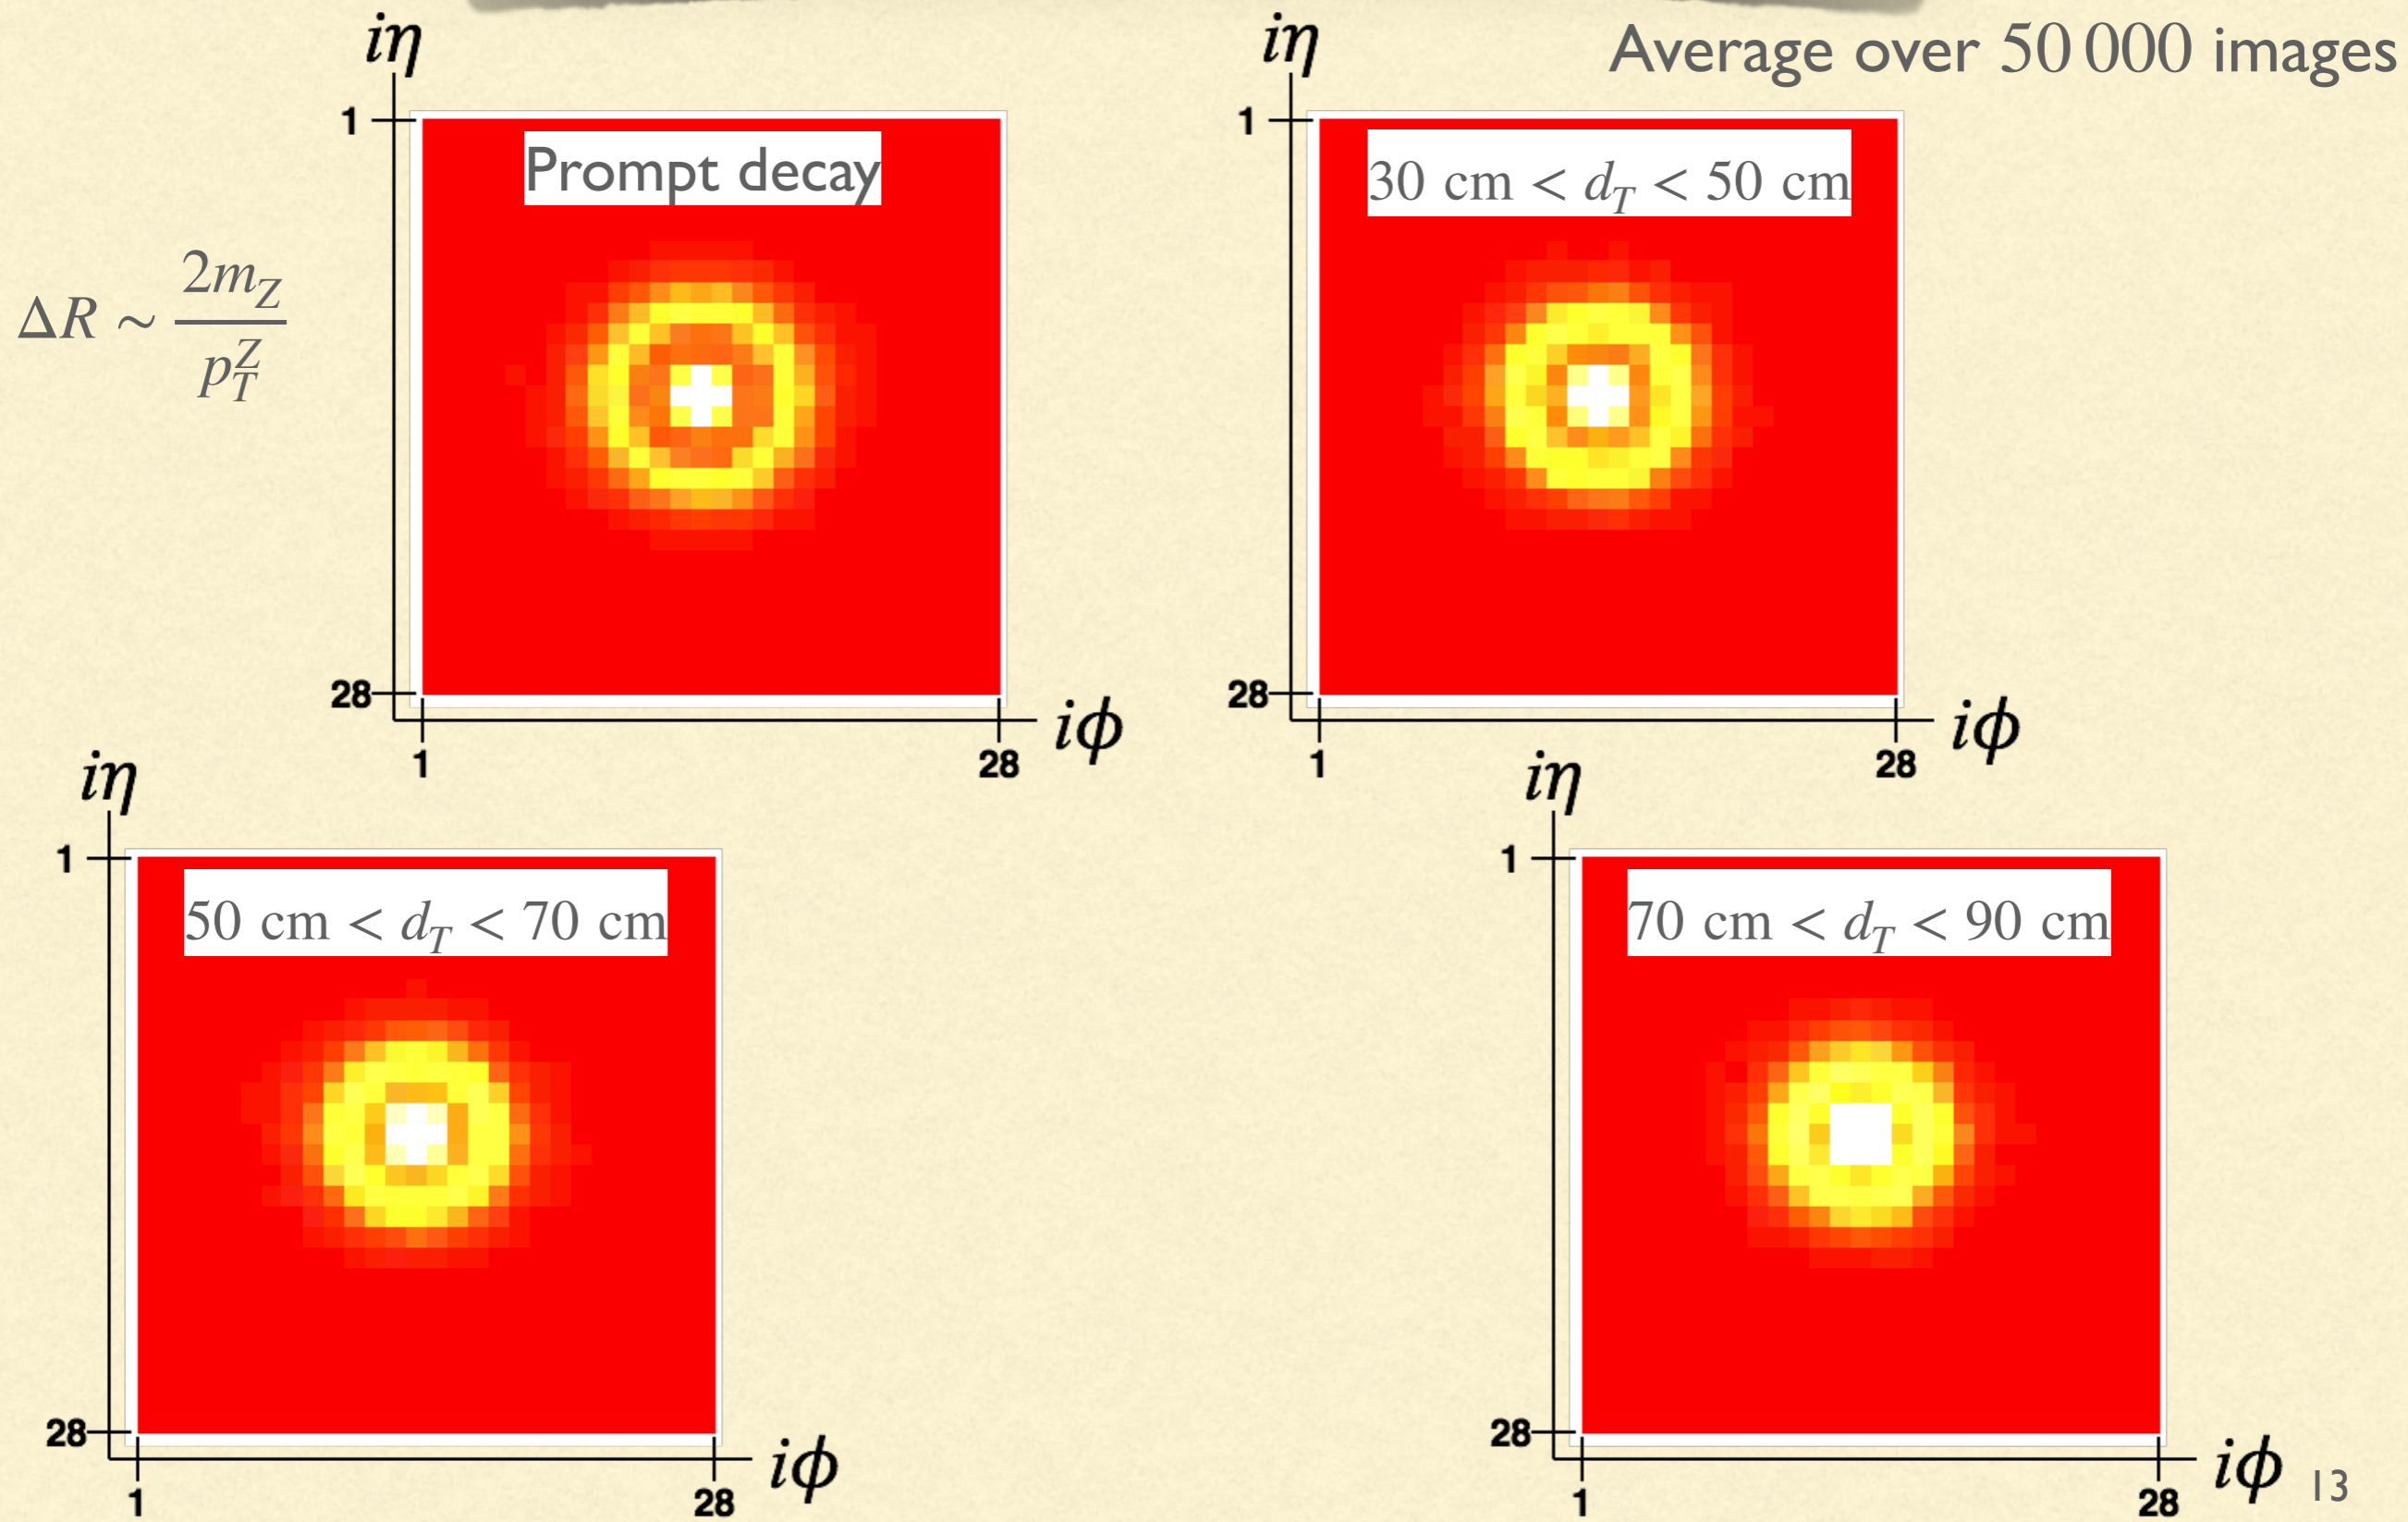 Average over 50 000 images
iη
1
Prompt decay
28
1
28
iϕ
ΔR ~ 2m_Z / p_T^Z
iη
1
30 cm < d_T < 50 cm
28
1
28
iϕ
iη
1
50 cm < d_T < 70 cm
28
1
28
iϕ
iη
1
70 cm < d_T < 90 cm
28
1
28
iϕ
13